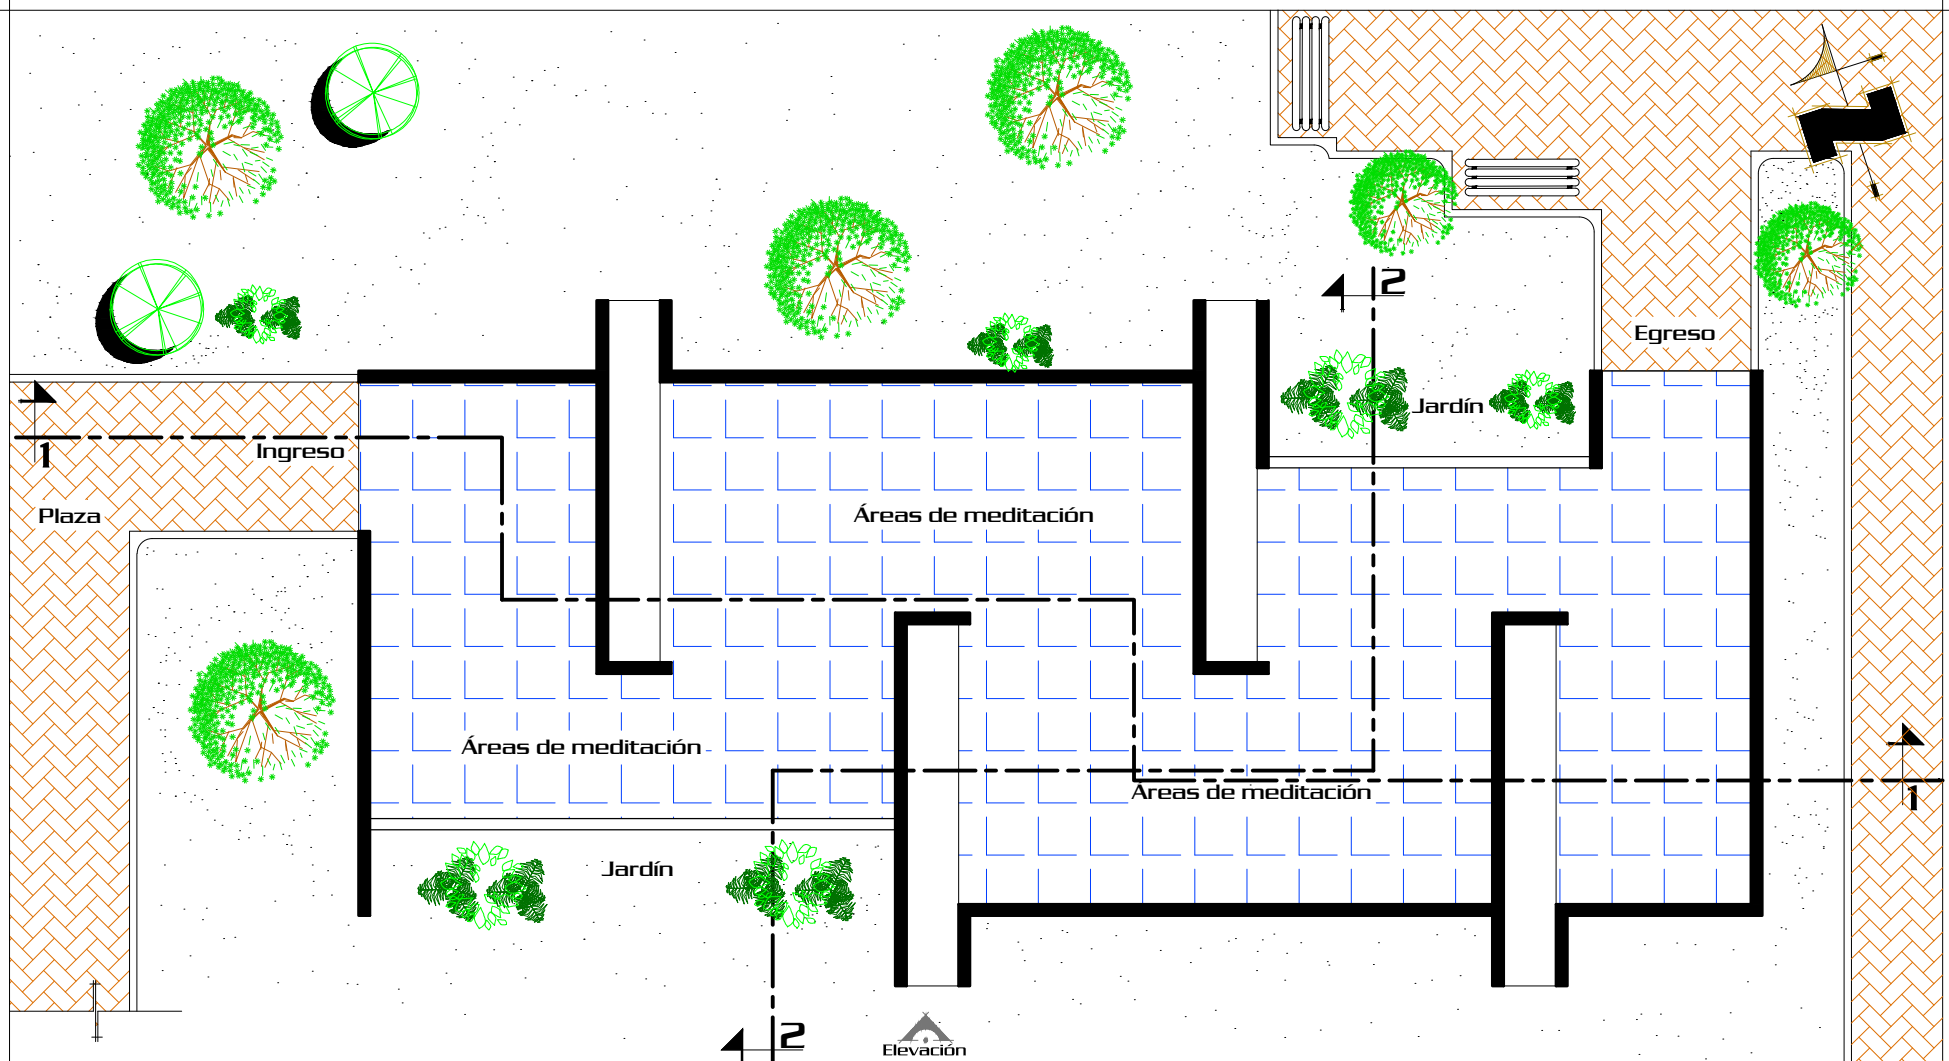 2
Egreso
Jardín
1
Ingreso
Plaza
Áreas de meditación
Áreas de meditación
Áreas de meditación
1
Jardín
2
Elevación